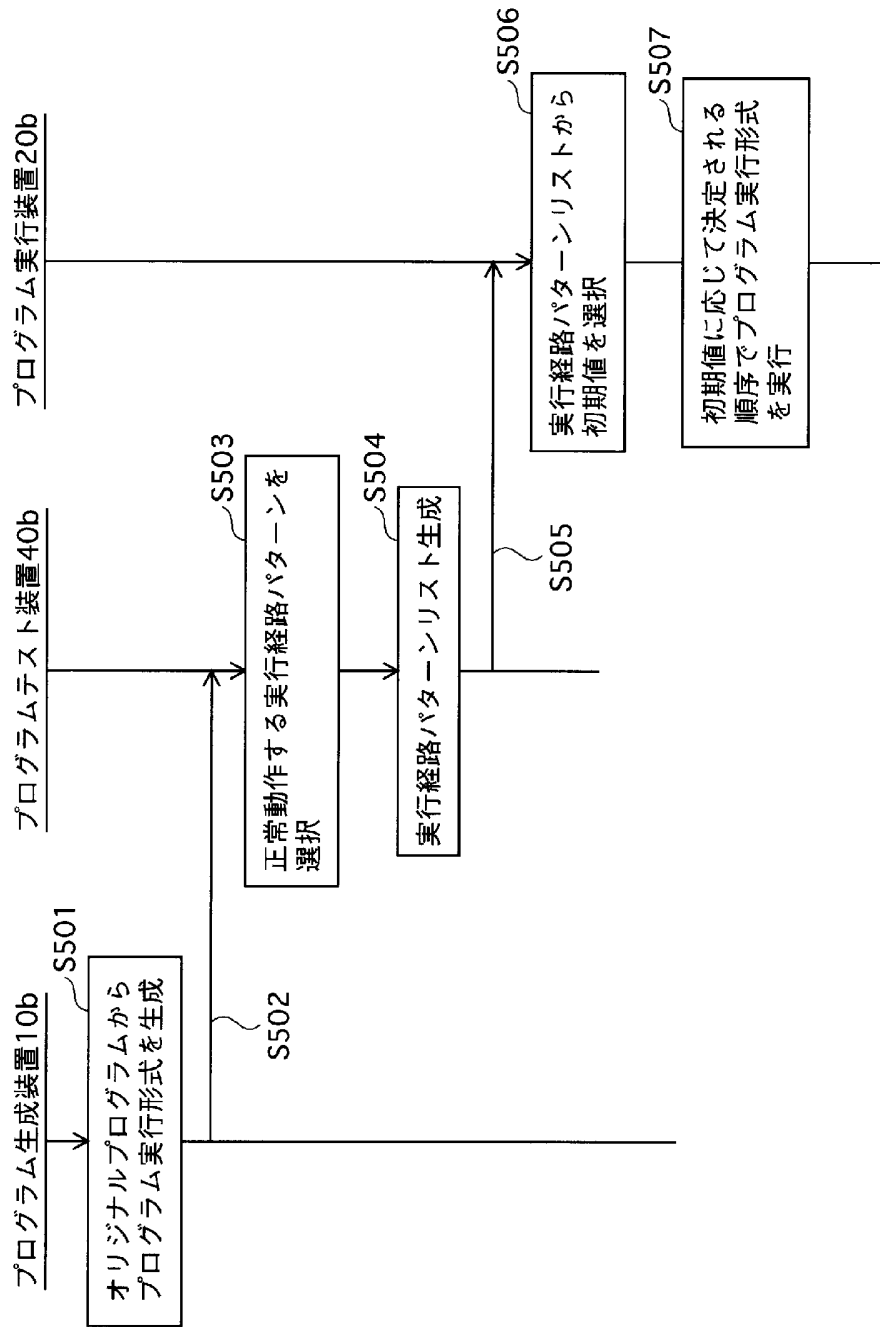 プログラム生成装置10b
S501
オリジナルプログラムから
プログラム実行形式を生成
S502
プログラムテスト装置40b
S503
正常動作する実行経路パターンを
選択
S504
実行経路パターンリスト生成
S505
プログラム実行装置20b
S506
実行経路パターンリストから
初期値を選択
S507
初期値に応じて決定される
順序でプログラム実行形式
を実行